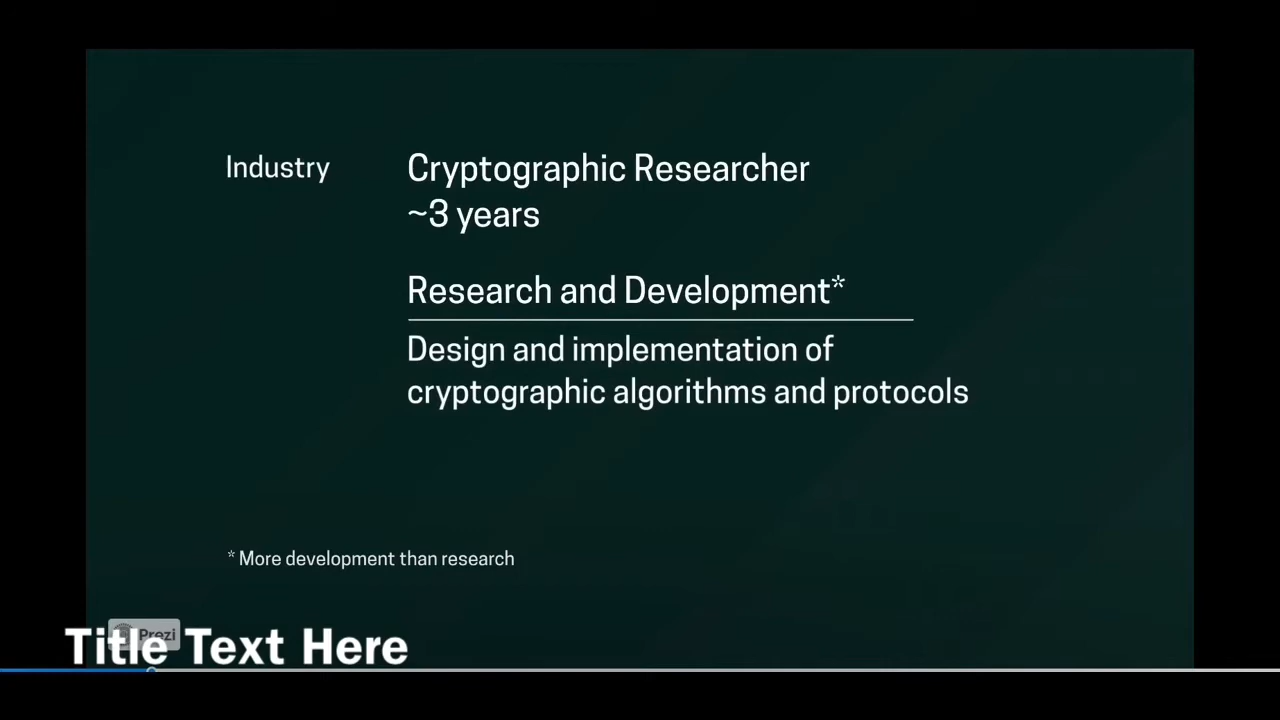 Industry
Cryptographic Researcher
~3 years
Research and Development*
Design and implementation of
cryptographic algorithms and protocols
* More development than research
Prezi
Title Text Here